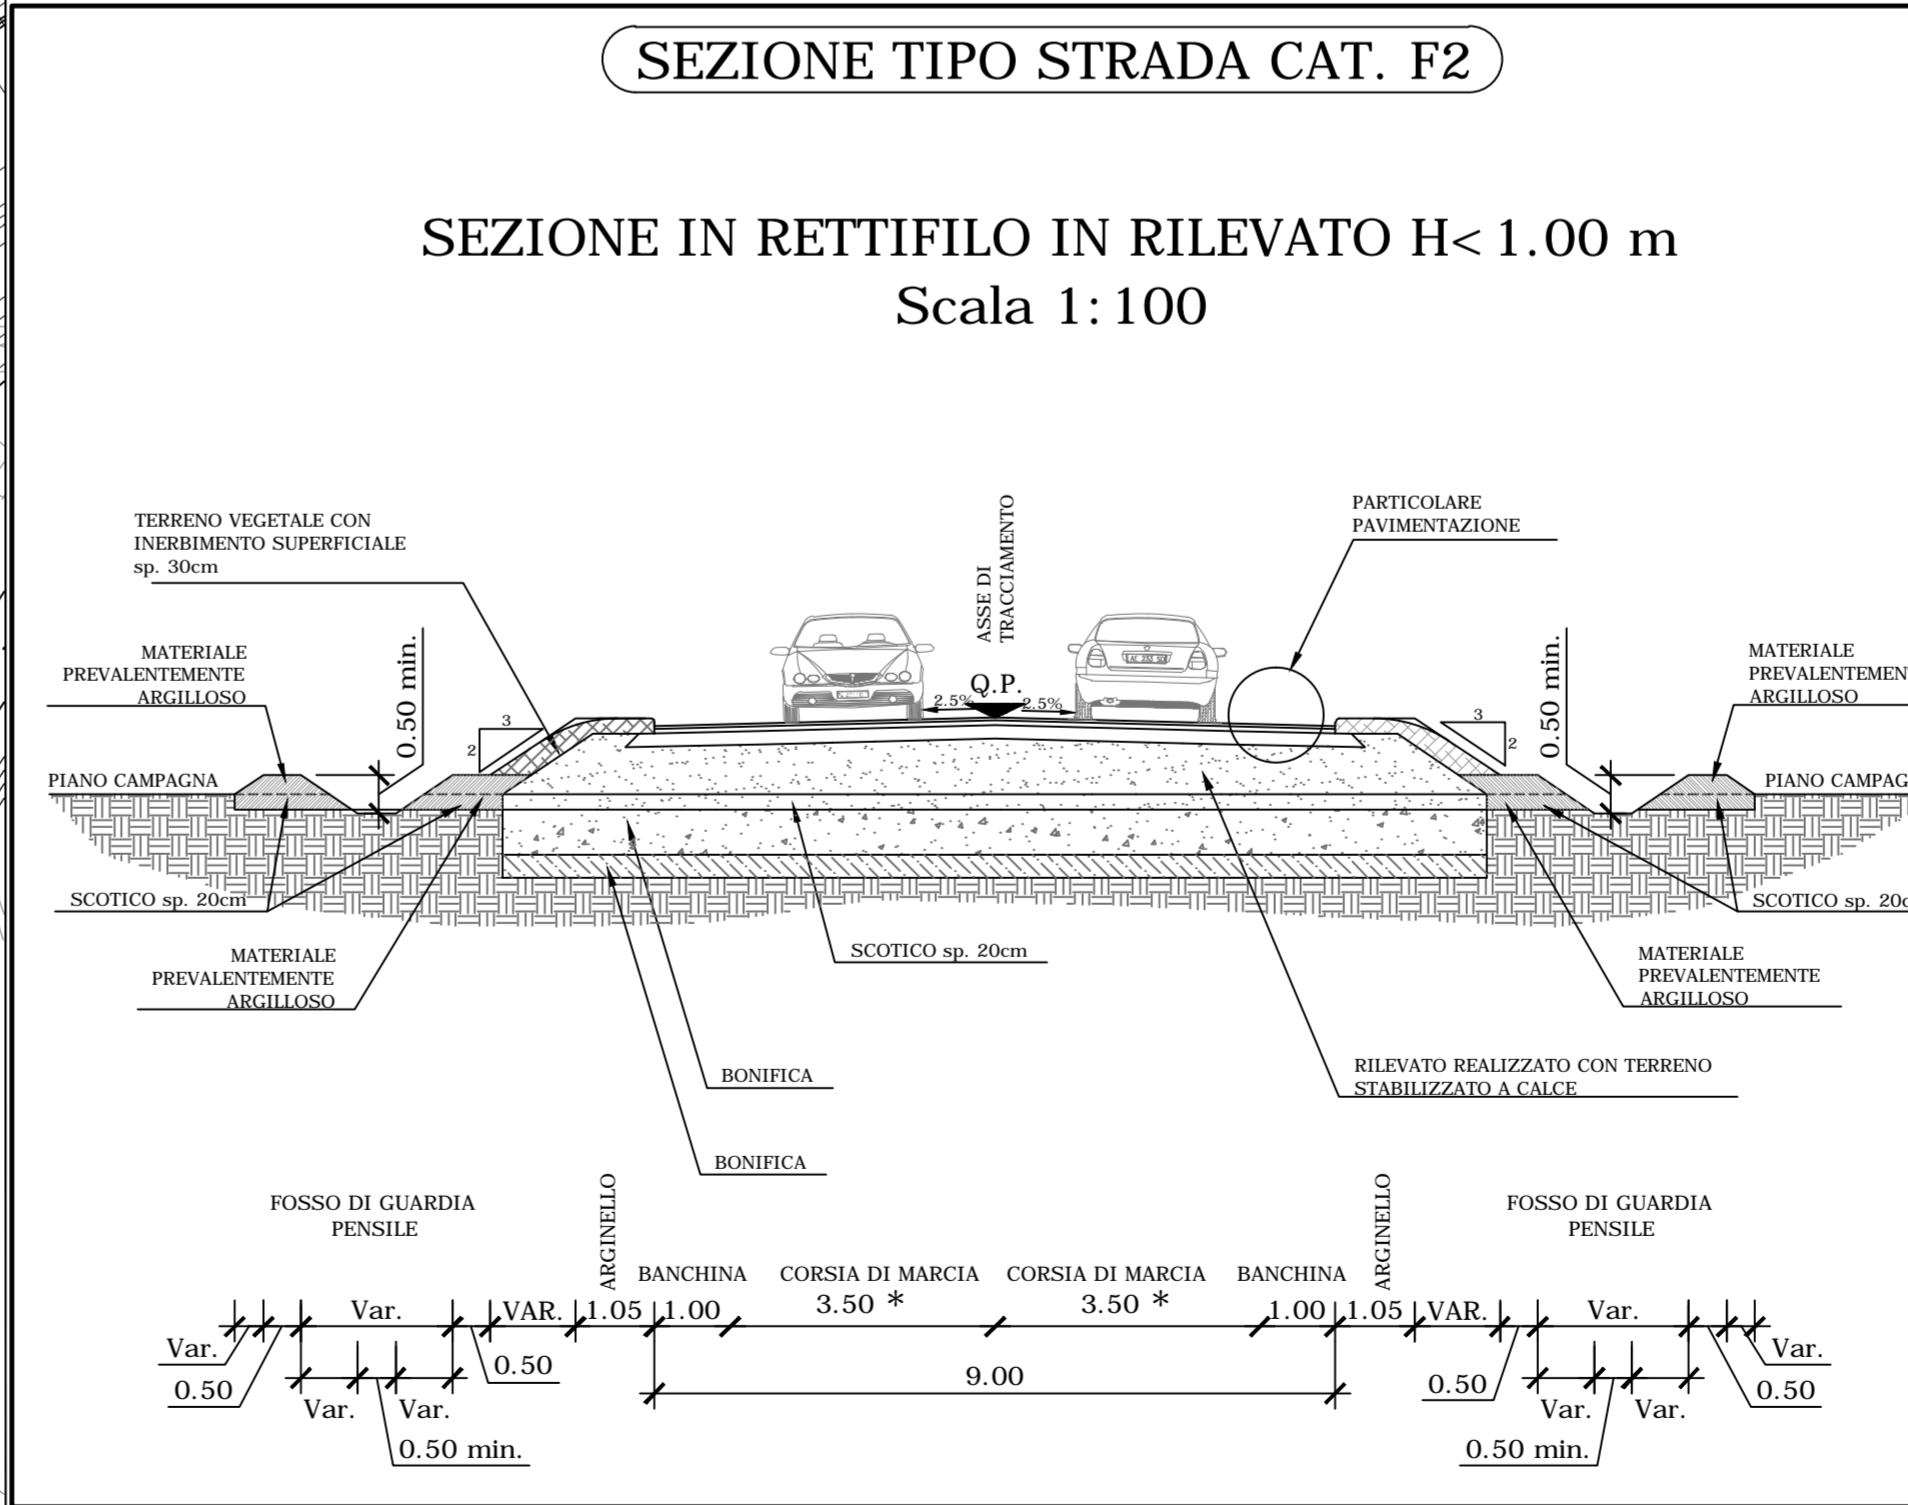 SEZIONE TIPO STRADA CAT. F2
SEZIONE IN RETTIFILO IN RILEVATO H< 1.00 m
Scala 1:100
TERRENO VEGETALE CON
INERBIMENTO SUPERFICIALE
sp. 30cm
ASSE DI
TRACCIAMENTO
PARTICOLARE
PAVIMENTAZIONE
MATERIALE
PREVALENTEMENTE
ARGILLOSO
0.50 min.
3
2
2.5%
Q.P.
2.5%
3
2
0.50 min.
MATERIALE
PREVALENTEMEN
ARGILLOSO
PIANO CAMPAGNA
PIANO CAMPAG
SCOTICO sp. 20cm
SCOTICO sp. 20
MATERIALE
PREVALENTEMENTE
ARGILLOSO
SCOTICO sp. 20cm
MATERIALE
PREVALENTEMENTE
ARGILLOSO
BONIFICA
RILEVATO REALIZZATO CON TERRENO
STABILIZZATO A CALCE
BONIFICA
FOSSO DI GUARDIA
PENSILE
ARGINELLO
BANCHINA
CORSIA DI MARCIA
CORSIA DI MARCIA
BANCHINA
ARGINELLO
FOSSO DI GUARDIA
PENSILE
Var.
VAR.
1.05
1.00
3.50 *
3.50 *
1.00
1.05
VAR.
Var.
Var.
0.50
0.50
9.00
0.50
Var.
0.50
Var.
Var.
0.50 min.
Var.
Var.
0.50 min.